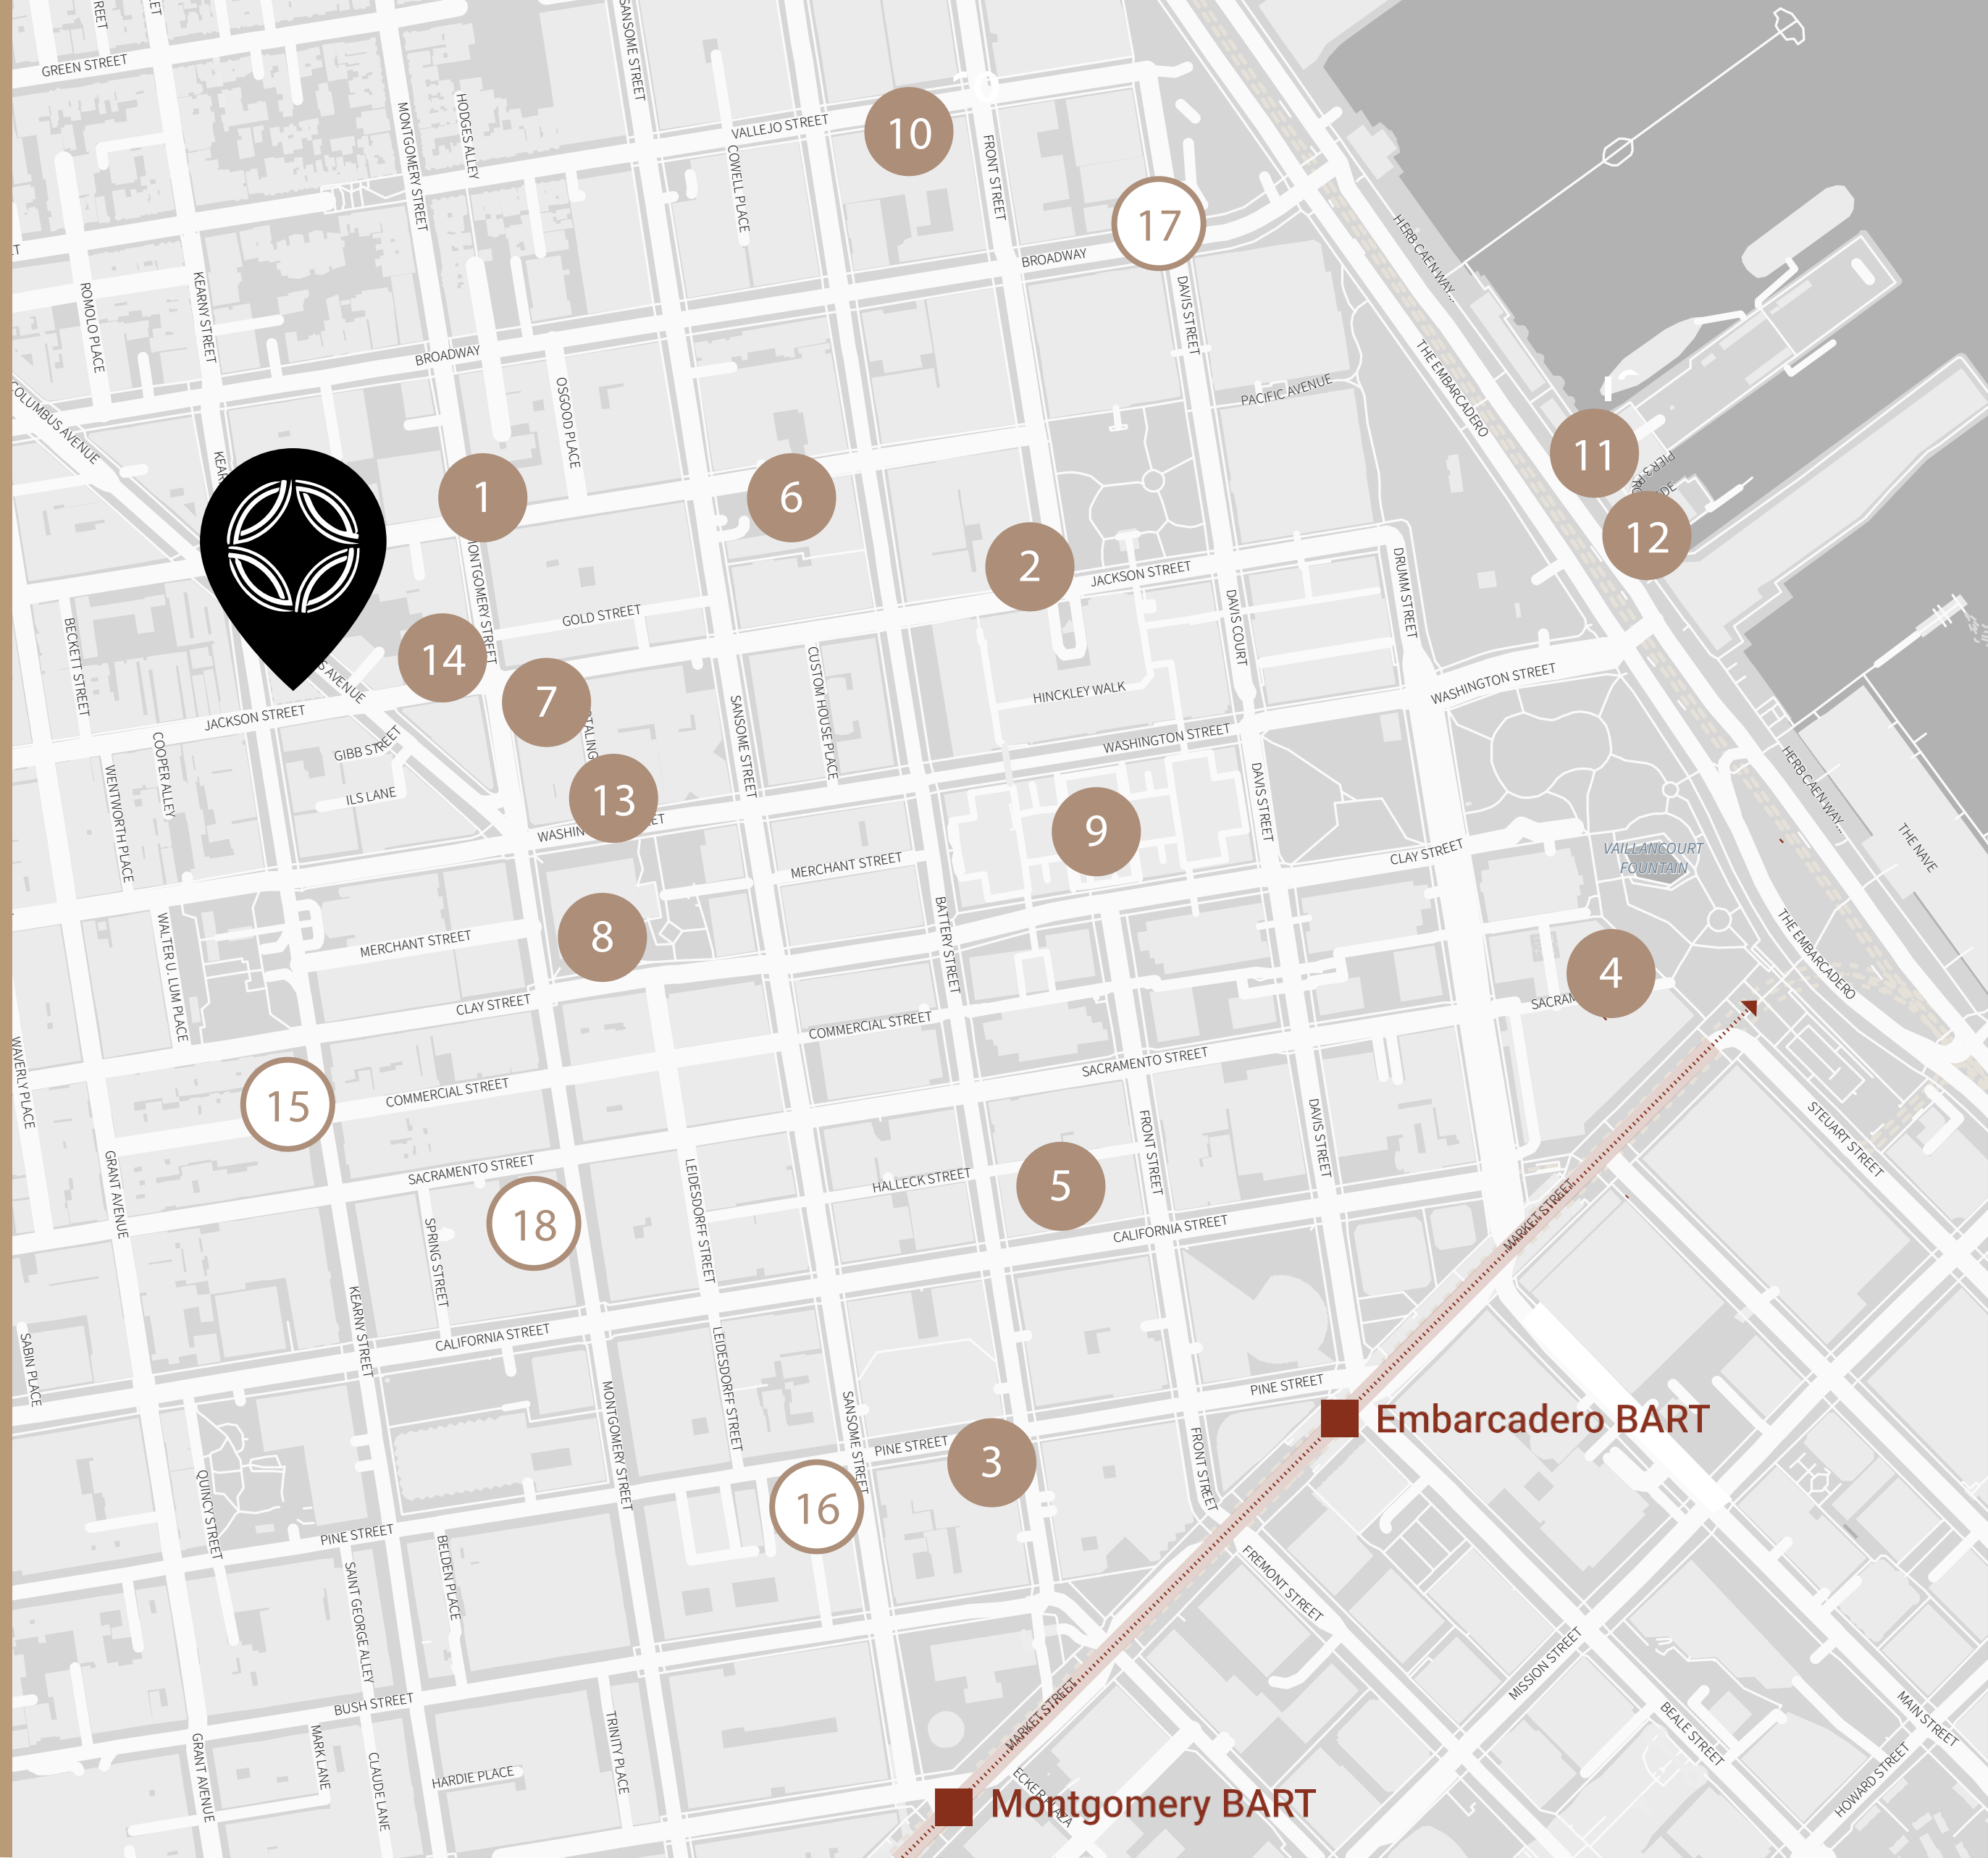 GREEN STREET
SANSOME STREET
MONTGOMERY STREET
HODGES ALLEY
VALLEJO STREET
COWELL PLACE
10
FRONT STREET
17
BROADWAY
HERB CAEN WAY...
DAVIS STREET
ROMOLO PLACE
KEARNY STREET
BROADWAY
OSGOOD PLACE
PACIFIC AVENUE
THE EMBARCADERO
COLUMBUS AVENUE
11
PIER 3
1
6
12
2
JACKSON STREET
DRUMM STREET
MONTGOMERY STREET
GOLD STREET
BECKETT STREET
DAVIS COURT
14
7
CUSTOM HOUSE PLACE
HINCKLEY WALK
WASHINGTON STREET
JACKSON STREET
S AVENUE
GIBB STREET
SANSOME STREET
WASHINGTON STREET
COOPER ALLEY
WENTWORTH PLACE
ILS LANE
13
DAVIS STREET
HERB CAEN WAY...
THE NAVE
9
MERCHANT STREET
CLAY STREET
VAILLANCOURT
FOUNTAIN
WALTER U. LUM PLACE
MERCHANT STREET
8
BATTERY STREET
THE EMBARCADERO
4
CLAY STREET
COMMERCIAL STREET
WAVERLY PLACE
15
COMMERCIAL STREET
SACRAMENTO STREET
STEUART STREET
GRANT AVENUE
SACRAMENTO STREET
LEIDESDORFF STREET
HALLECK STREET
5
FRONT STREET
DAVIS STREET
18
SPRING STREET
CALIFORNIA STREET
MARKET STREET
KEARNY STREET
CALIFORNIA STREET
SABIN PLACE
LEIDESDORFF STREET
MONTGOMERY STREET
SANSOME STREET
PINE STREET
Embarcadero BART
PINE STREET
3
16
FRONT STREET
QUINCY STREET
PINE STREET
BELDEN PLACE
SAINT GEORGE ALLEY
FREMONT STREET
MISSION STREET
BUSH STREET
MARKET STREET
BEALE STREET
MAIN STREET
GRANT AVENUE
MARK LANE
CLAUDE LANE
HARDIE PLACE
TRINITY PLACE
HOWARD STREET
ECKER PLAZA
Montgomery BART